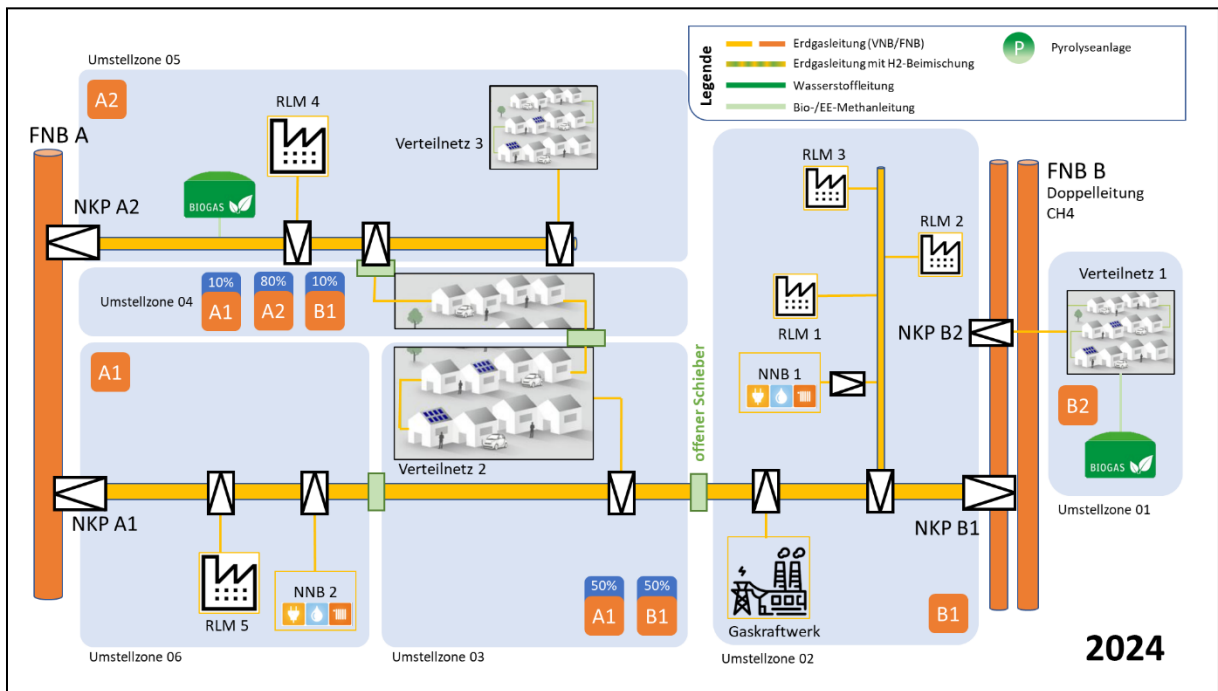 Umstellzone 05
A2
FNB A
RLM 4
Verteilnetz 3
BIOGAS
NKP A2
Legende
Erdgasleitung (VNB/FNB)
Erdgasleitung mit H2-Beimischung
Wasserstoffleitung
Bio-/EE-Methanleitung
P
Pyrolyseanlage
Umstellzone 04
10%
A1
80%
A2
10%
B1
A1
NKP A1
RLM 5
NNB 2
Umstellzone 06
Verteilnetz 2
50%
A1
50%
B1
Umstellzone 03
offener Schieber
RLM 3
RLM 2
RLM 1
NNB 1
Gaskraftwerk
NKP B1
B1
Umstellzone 02
FNB B
Doppelleitung
CH4
NKP B2
Verteilnetz 1
B2
BIOGAS
Umstellzone 01
2024